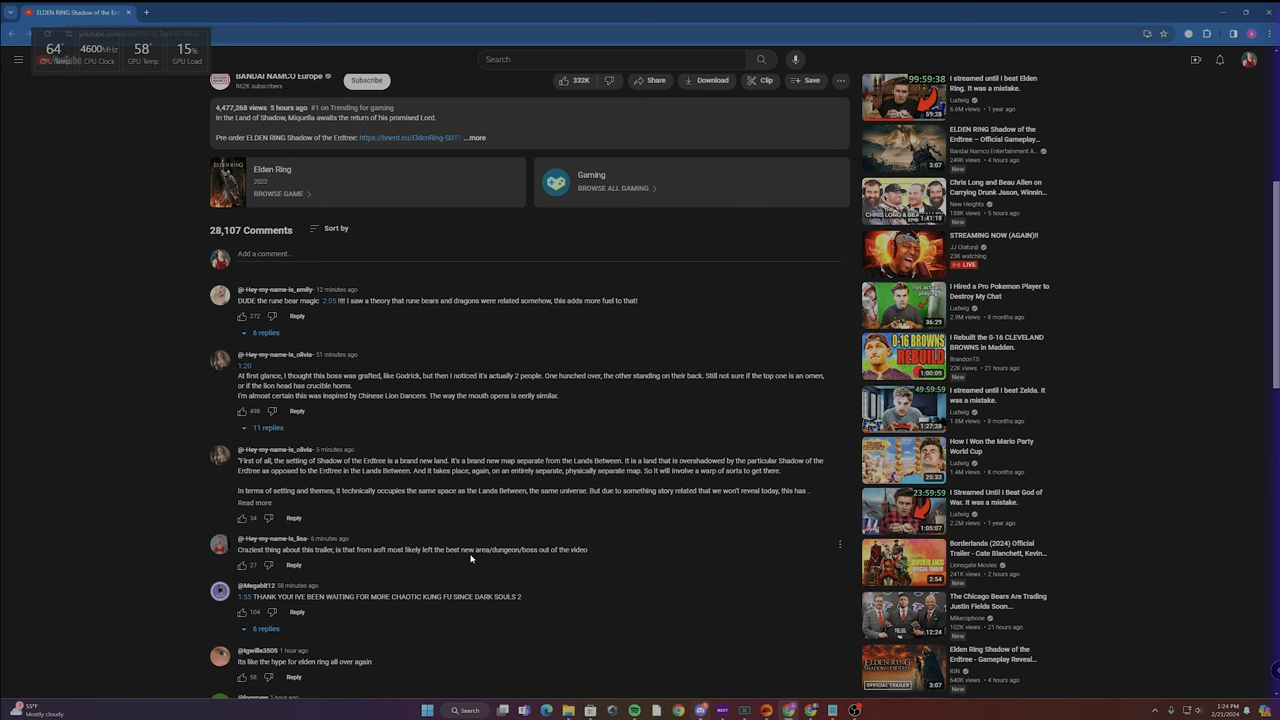 ELDEN RING Shadow of the Erd
64°
4600MHz
58°
15%
CPU Temp
CPU Clock
GPU Temp
GPU Load
Search
BANDAI NAMCO Europe
862K subscribers
Subscribe
332K
Share
Download
Clip
Save
4,477,268 views 5 hours ago #1 on Trending for gaming
In the Land of Shadow, Miquella awaits the return of his promised Lord.
Pre-order ELDEN RING Shadow of the Erdtree: https://bnent.eu/EldenRing-SOTE ...more
Elden Ring
2022
BROWSE GAME
Gaming
BROWSE ALL GAMING
28,107 Comments
Sort by
Add a comment...
@-Hey-my-name-is_emily- 12 minutes ago
DUDE the rune bear magic 2:05 !!!! I saw a theory that rune bears and dragons were related somehow, this adds more fuel to that!
272
Reply
6 replies
@-Hey-my-name-is_olivia- 51 minutes ago
1:20
At first glance, I thought this boss was grafted, like Godrick, but then I noticed it's actually 2 people. One hunched over, the other standing on their back. Still not sure if the top one is an omen,
or if the lion head has crucible horns.
I'm almost certain this was inspired by Chinese Lion Dancers. The way the mouth opens is eerily similar.
498
Reply
11 replies
@-Hey-my-name-is_olivia- 5 minutes ago
"First of all, the setting of Shadow of the Erdtree is a brand new land. It's a brand new map separate from the Lands Between. It is a land that is overshadowed by the particular Shadow of the
Erdtree as opposed to the Erdtree in the Lands Between. And it takes place, again, on an entirely separate, physically separate map. So it will involve a warp of sorts to get there.
In terms of setting and themes, it technically occupies the same space as the Lands Between, the same universe. But due to something story related that we won't reveal today, this has ...
Read more
34
Reply
@-Hey-my-name-is_lisa- 6 minutes ago
Craziest thing about this trailer, is that from soft most likely left the best new area/dungeon/boss out of the video
27
Reply
@MegabR12 58 minutes ago
1:55 THANK YOU! IVE BEEN WAITING FOR MORE CHAOTIC KUNG FU SINCE DARK SOULS 2
104
Reply
6 replies
@tgwills3505 1 hour ago
Its like the hype for elden ring all over again
58
Reply
1 hour ago
99:59:38
59:28
I streamed until I beat Elden
Ring. It was a mistake.
Ludwig
6.6M views • 1 year ago
3:07
ELDEN RING Shadow of the
Erdtree – Official Gameplay...
Bandai Namco Entertainment A...
249K views • 4 hours ago
New
1:41:18
Chris Long and Beau Allen on
Carrying Drunk Jason, Winnin...
New Heights
188K views • 5 hours ago
New
STREAMING NOW (AGAIN)!!
JJ Olatunji
23K watching
LIVE
not actually
playing
36:29
I Hired a Pro Pokemon Player to
Destroy My Chat
Ludwig
2.9M views • 8 months ago
0-16 BROWNS
REBUILD
1:00:09
I Rebuilt the 0-16 CLEVELAND
BROWNS in Madden.
BrandonTS
22K views • 21 hours ago
New
49:59:59
1:27:28
I streamed until I beat Zelda. It
was a mistake.
Ludwig
1.8M views • 8 months ago
25:33
How I Won the Mario Party
World Cup
Ludwig
1.4M views • 8 months ago
23:59:59
1:05:07
I Streamed Until I Beat God of
War. It was a mistake.
Ludwig
2.2M views • 1 year ago
2:54
Borderlands (2024) Official
Trailer - Cate Blanchett, Kevin...
Lionsgate Movies
241K views • 2 hours ago
New
FIELDS
12:24
The Chicago Bears Are Trading
Justin Fields Soon...
Mikerophone
102K views • 21 hours ago
New
ELDEN RING
OFFICIAL TRAILER
3:07
Elden Ring Shadow of the
Erdtree - Gameplay Reveal...
IGN
640K views • 4 hours ago
New
55°F
Mostly cloudy
Search
1:24 PM
2/21/2024